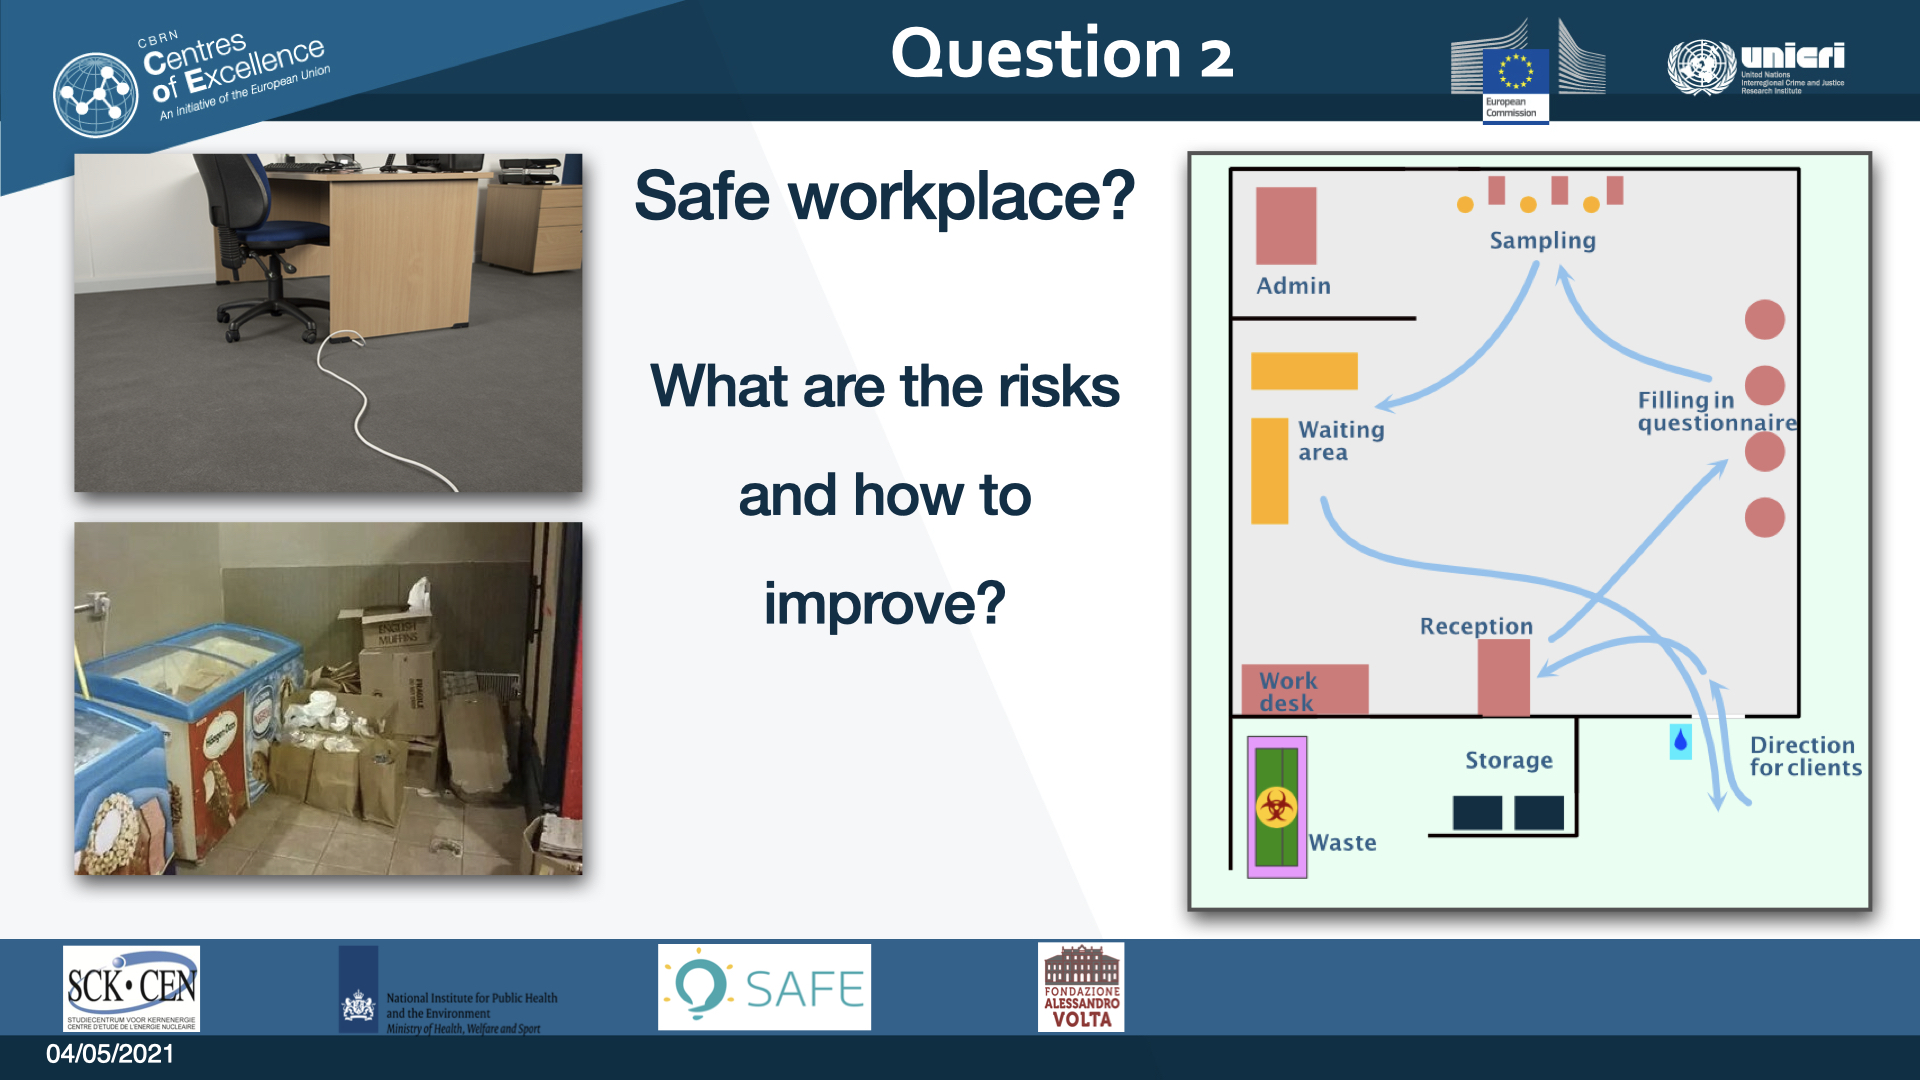 CBRN
Centres
of Excellence
An initiative of the European Union
Question 2
European
Commission
unicri
United Nations
Interregional Crime and Justice
Research Institute
Safe workplace?
What are the risks
and how to
improve?
ENGLISH
MUFFINS
FRAGILE
Häagen-Dazs
Sampling
Admin
Filling in
questionnaire
Waiting
area
Reception
Work
desk
Storage
Direction
for clients
Waste
SCK•CEN
STUDIECENTRUM VOOR KERNENERGIE
CENTRE D'ETUDE DE L'ENERGIE NUCLEAIRE
National Institute for Public Health
and the Environment
Ministry of Health, Welfare and Sport
SAFE
FONDAZIONE
ALESSANDRO
VOLTA
04/05/2021